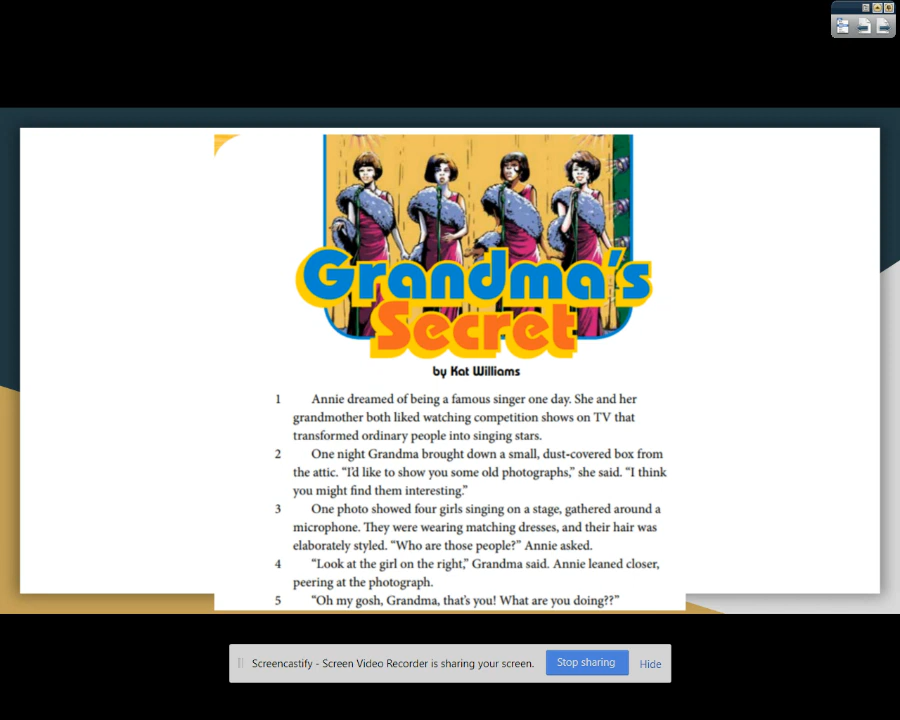 Grandma's
Secret
by Kat Williams
1 Annie dreamed of being a famous singer one day. She and her
grandmother both liked watching competition shows on TV that
transformed ordinary people into singing stars.
2 One night Grandma brought down a small, dust-covered box from
the attic. “I’d like to show you some old photographs,” she said. “I think
you might find them interesting.”
3 One photo showed four girls singing on a stage, gathered around a
microphone. They were wearing matching dresses, and their hair was
elaborately styled. “Who are those people?” Annie asked.
4 “Look at the girl on the right,” Grandma said. Annie leaned closer,
peering at the photograph.
5 “Oh my gosh, Grandma, that’s you! What are you doing??”
Screencastify - Screen Video Recorder is sharing your screen. Stop sharing Hide